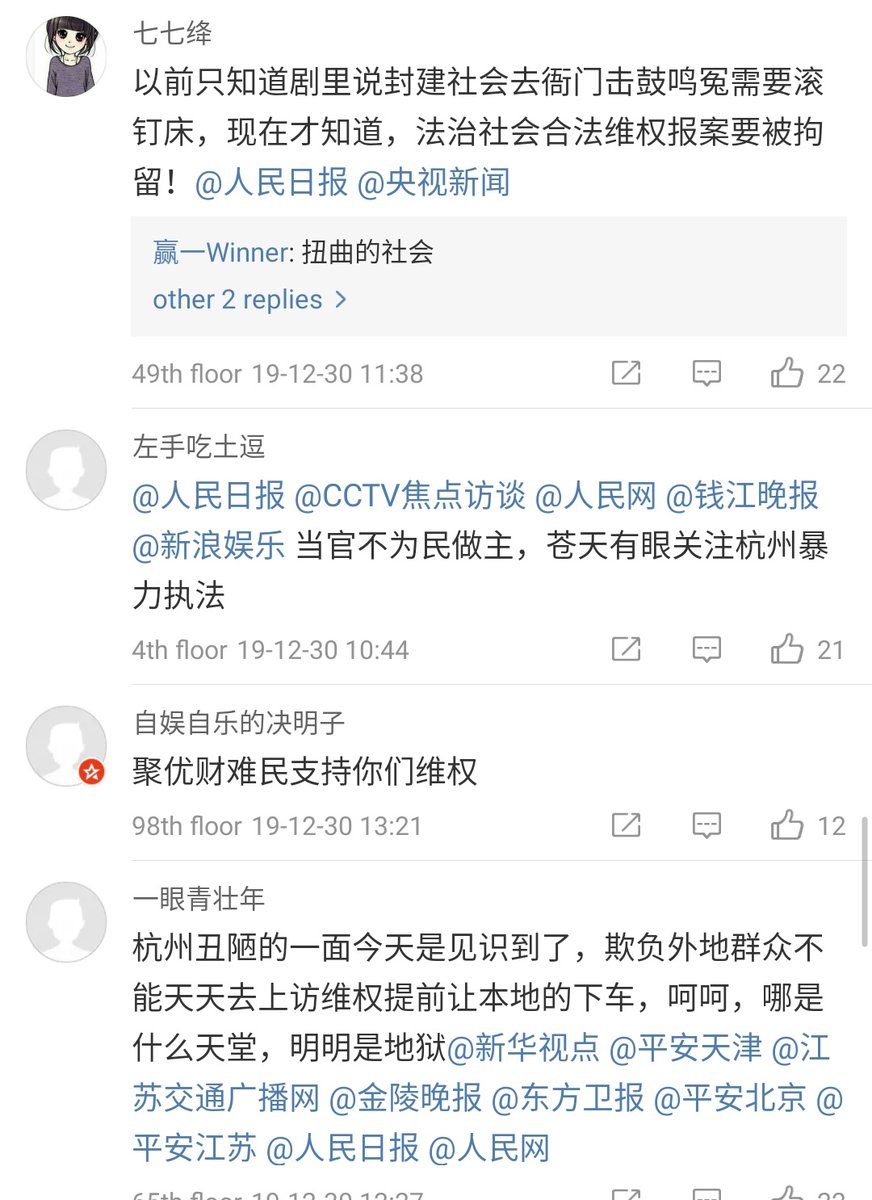 七七绛
以前只知道剧里说封建社会去衙门击鼓鸣冤需要滚
钉床，现在才知道，法治社会合法维权报案要被拘
留！@人民日报 @央视新闻
赢一Winner: 扭曲的社会
other 2 replies >
49th floor 19-12-30 11:38 22
左手吃土逗
@人民日报 @CCTV焦点访谈 @人民网 @钱江晚报
@新浪娱乐 当官不为民做主，苍天有眼关注杭州暴
力执法
4th floor 19-12-30 10:44 21
自娱自乐的决明子
聚优财难民支持你们维权
98th floor 19-12-30 13:21 12
一眼青壮年
杭州丑陋的一面今天是见识到了，欺负外地群众不
能天天去上访维权提前让本地的下车，呵呵，哪是
什么天堂，明明是地狱@新华视点 @平安天津 @江
苏交通广播网 @金陵晚报 @东方卫报 @平安北京 @
平安江苏 @人民日报 @人民网
65th floor 19-12-30 12:27 22